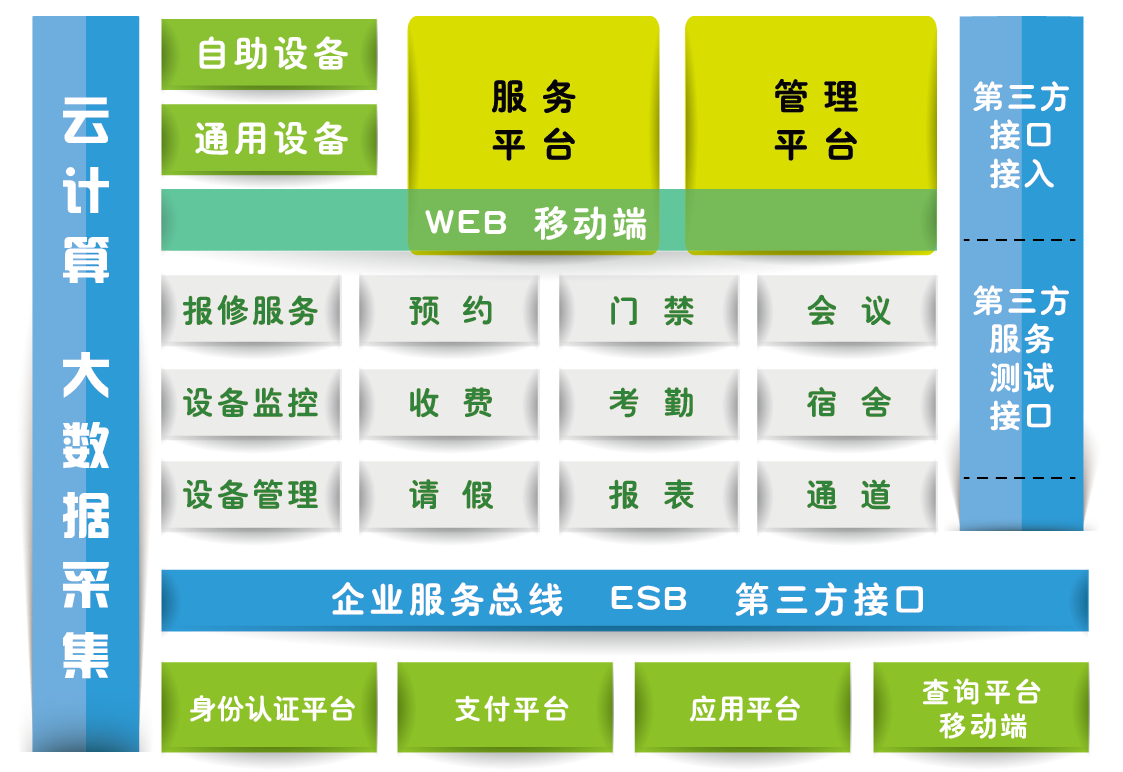 云计算 大数据采集
自助设备
通用设备
服务
平台
管理
平台
WEB 移动端
报修服务 预约 门禁 会议
设备监控 收费 考勤 宿舍
设备管理 请假 报表 通道
第三方
接口
接入
第三方
服务
测试
接口
企业服务总线 ESB 第三方接口
身份认证平台
支付平台
应用平台
查询平台
移动端